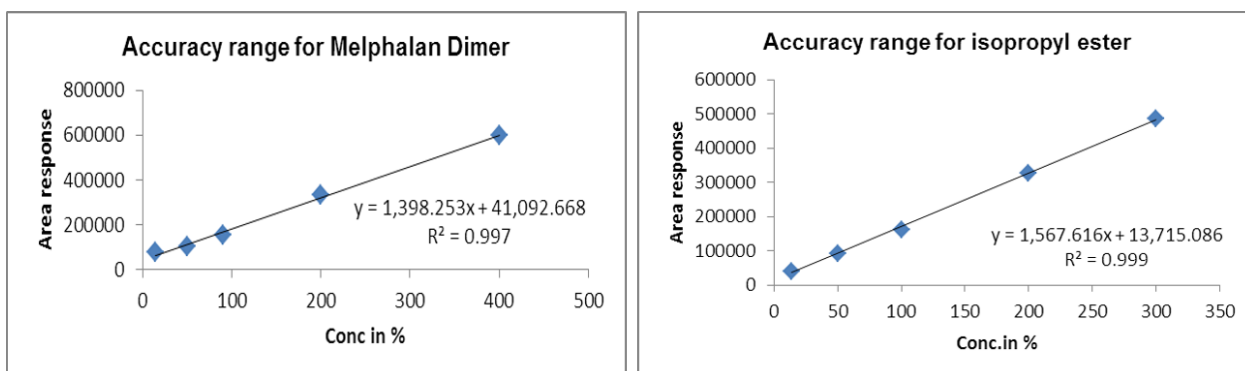 Accuracy range for Melphalan Dimer
800000
600000
400000
200000
0
Area response
y = 1,398.253x + 41,092.668
R² = 0.997
0 100 200 300 400 500
Conc in %
Accuracy range for isopropyl ester
600000
500000
400000
300000
200000
100000
0
Area response
y = 1,567.616x + 13,715.086
R² = 0.999
0 50 100 150 200 250 300 350
Conc.in %